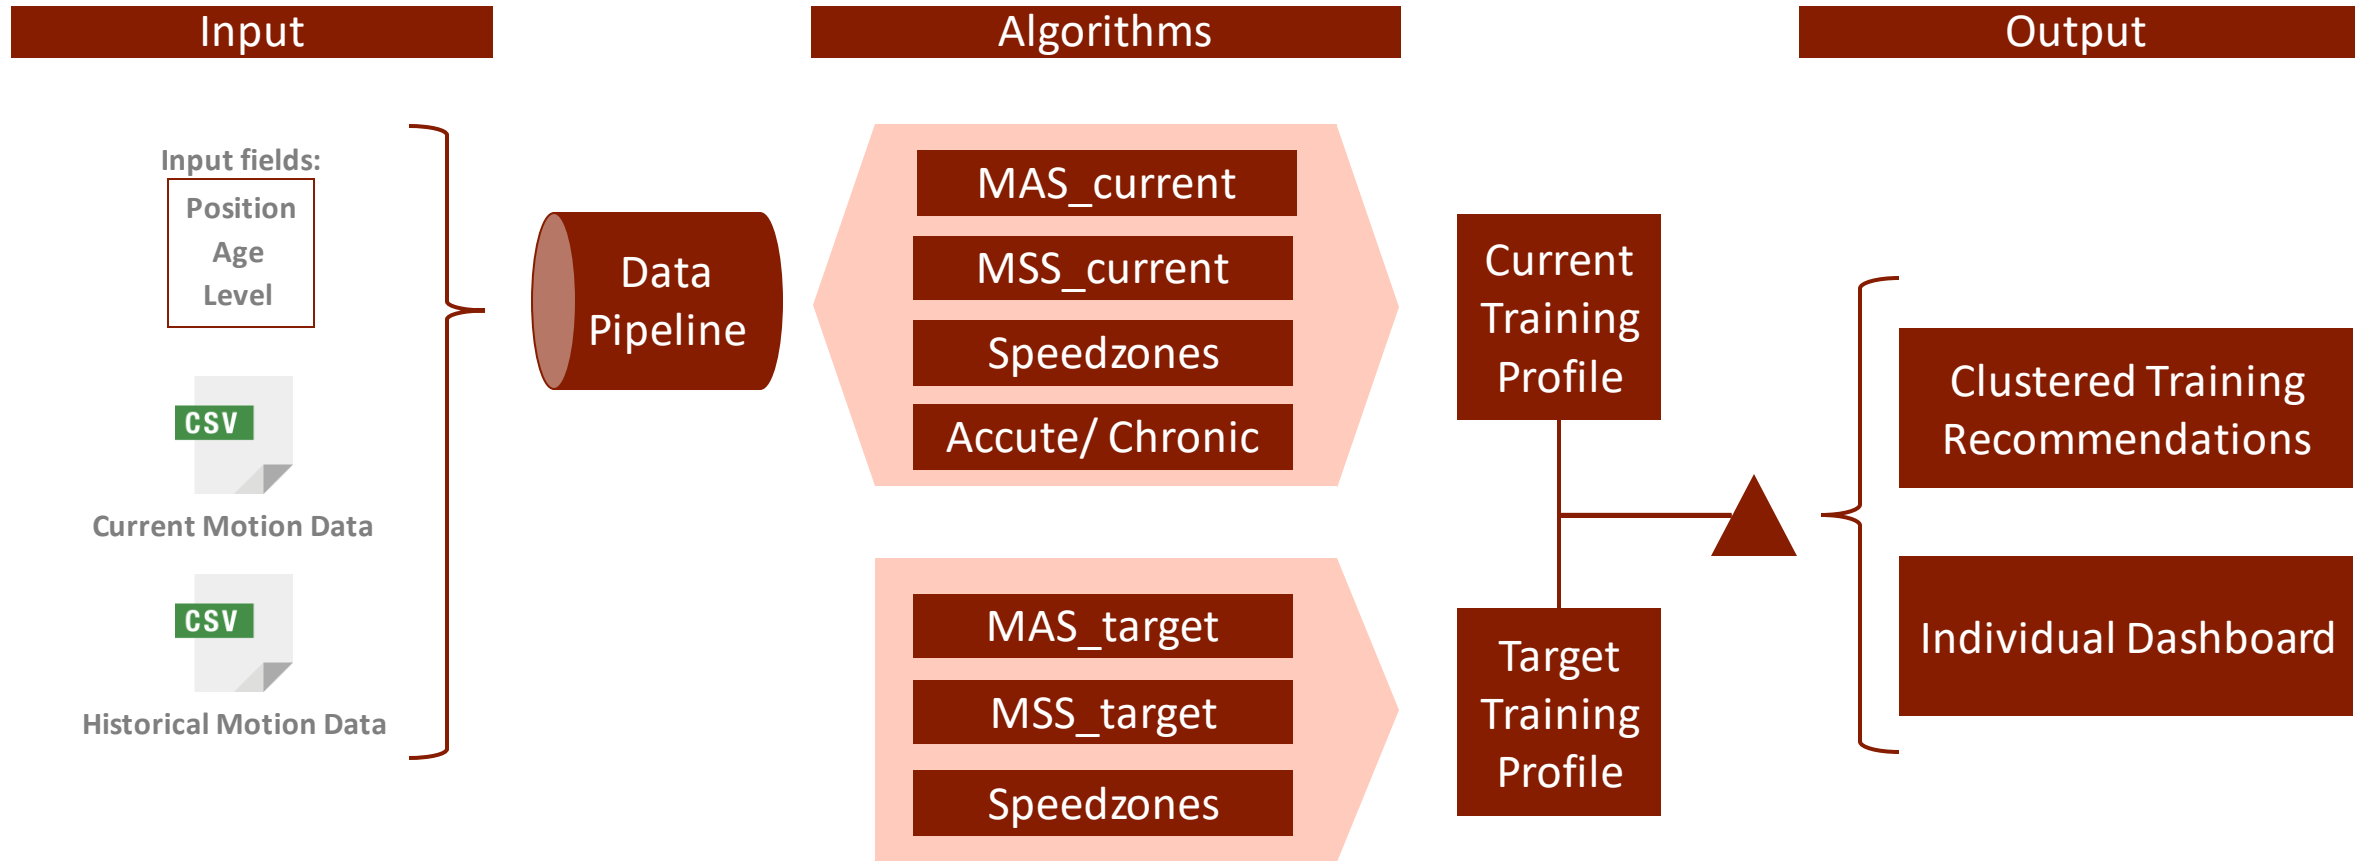 Input
Algorithms
Output
Input fields:
Position
Age
Level
CSV
Current Motion Data
CSV
Historical Motion Data
Data
Pipeline
MAS_current
MSS_current
Speedzones
Accute/ Chronic
MAS_target
MSS_target
Speedzones
Current
Training
Profile
Target
Training
Profile
Clustered Training
Recommendations
Individual Dashboard